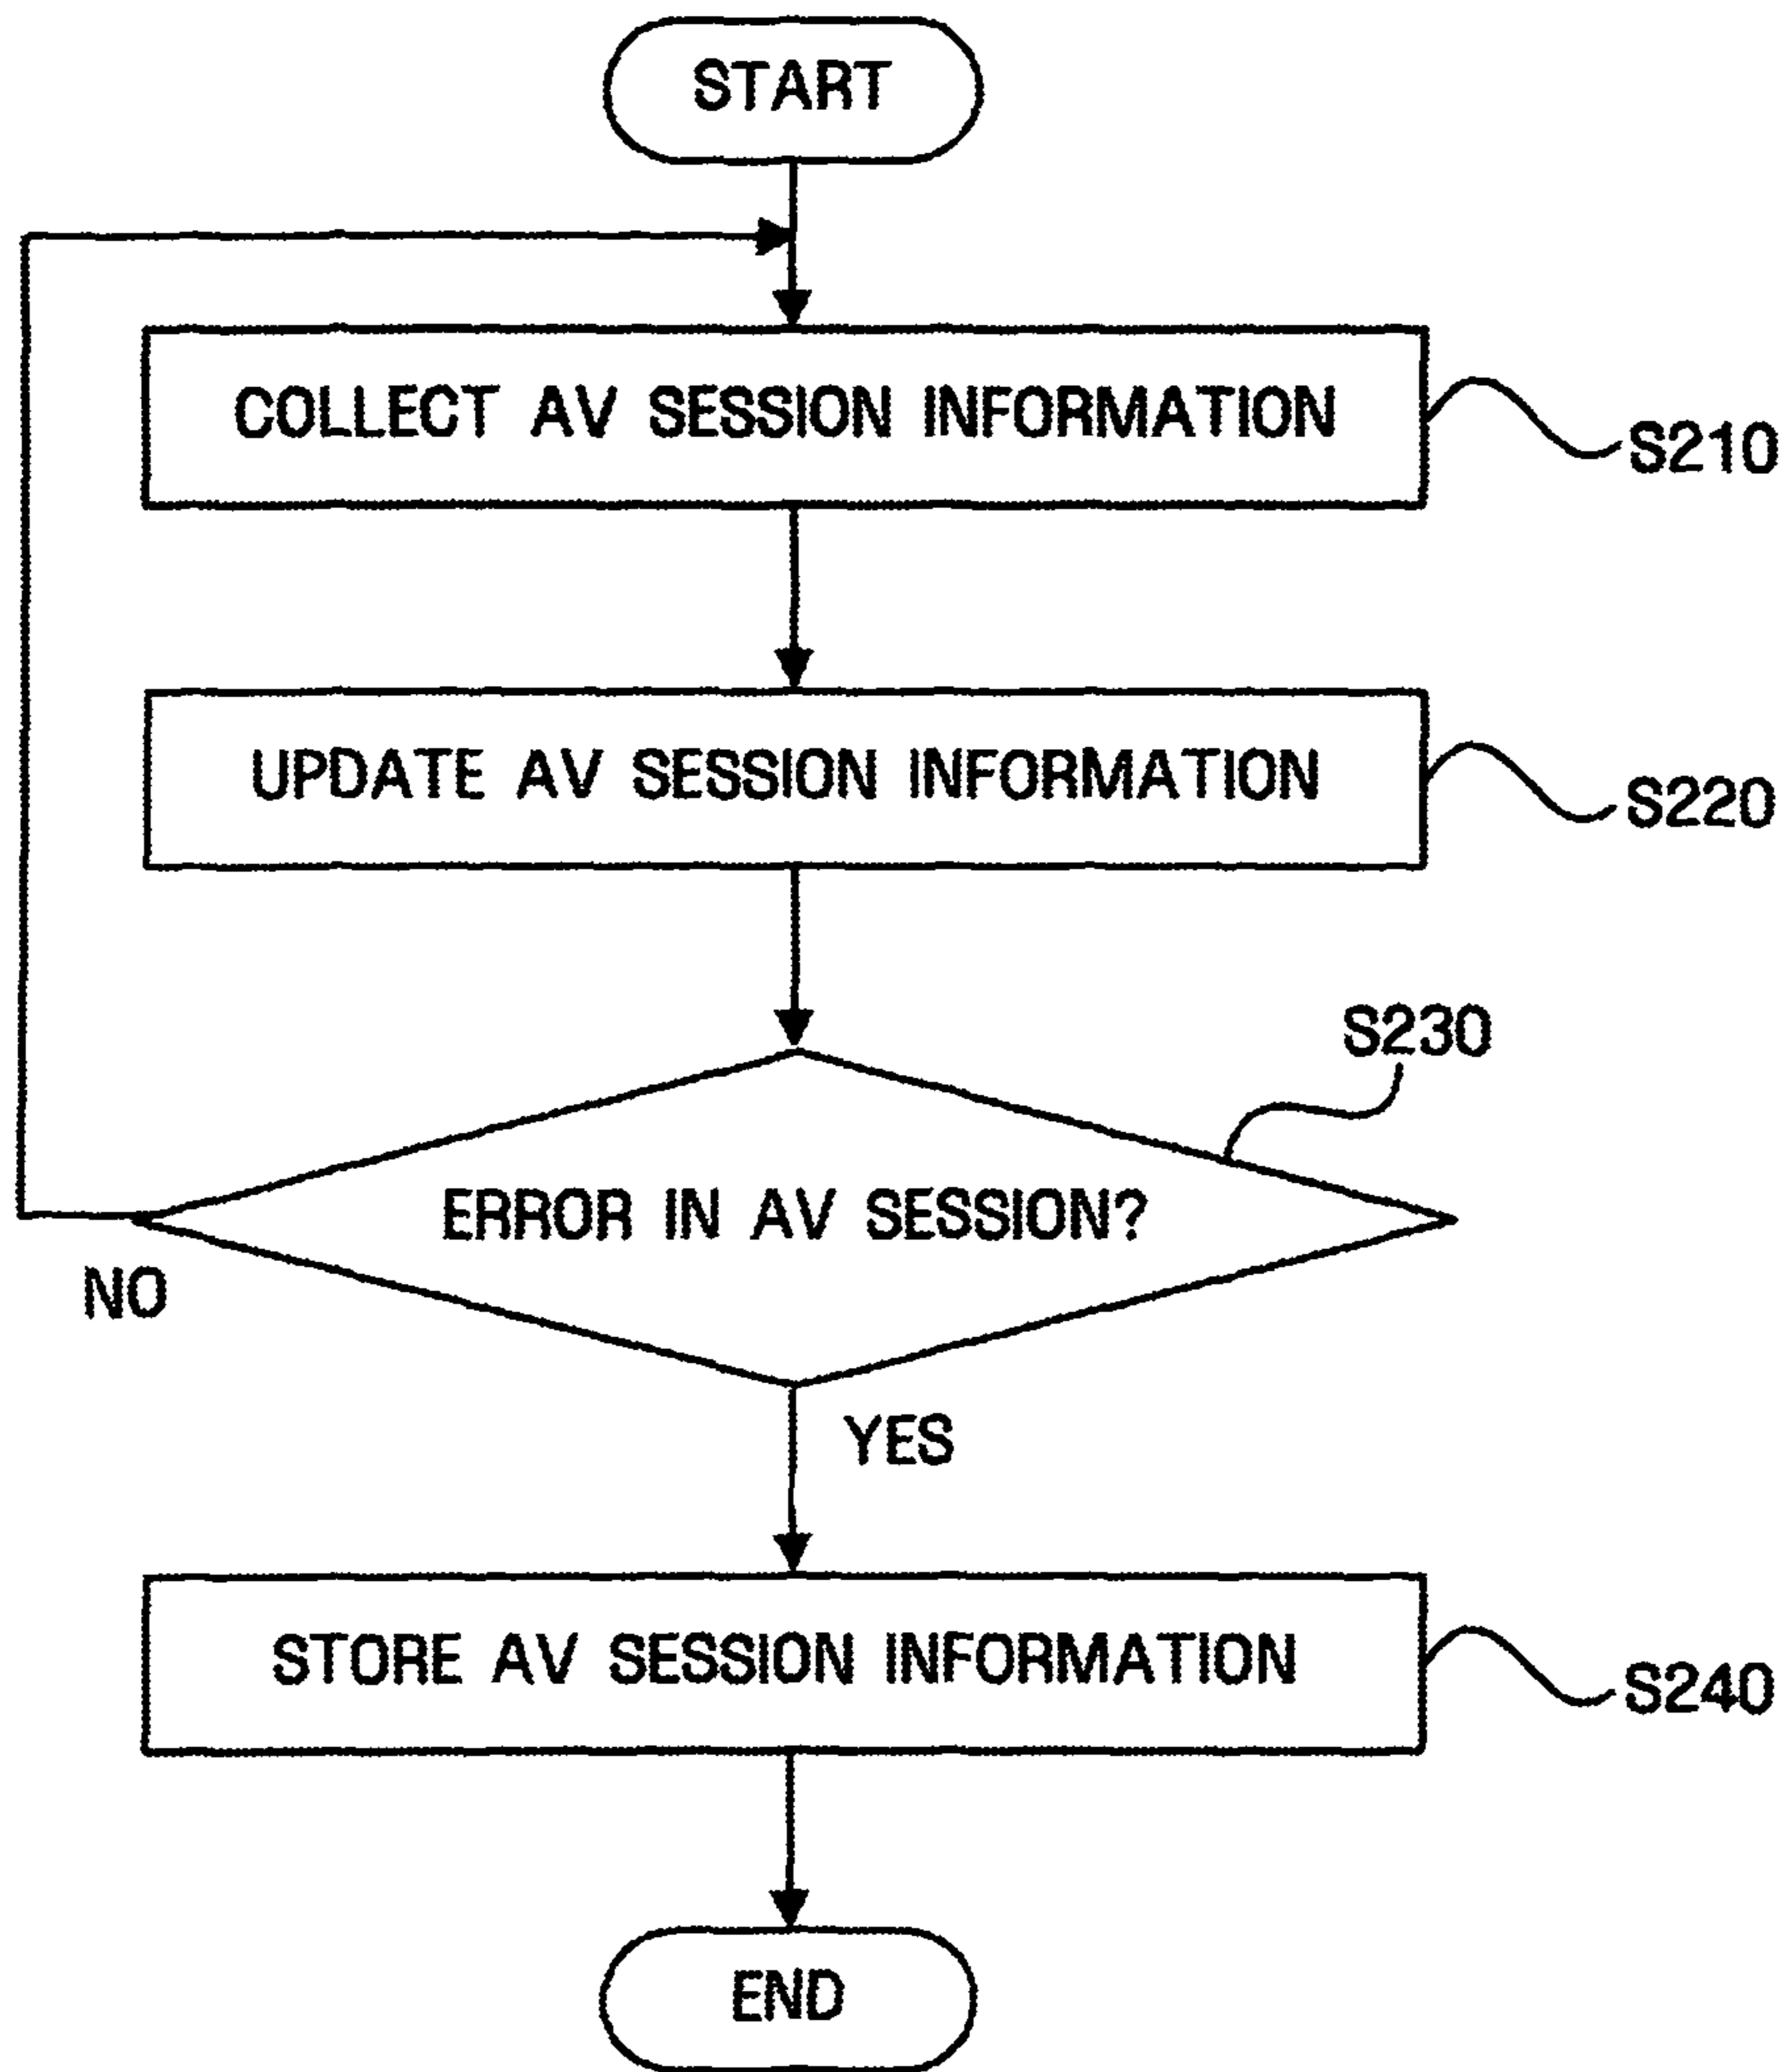 START
COLLECT AV SESSION INFORMATION
S210
UPDATE AV SESSION INFORMATION
S220
S230
ERROR IN AV SESSION?
NO
YES
STORE AV SESSION INFORMATION
S240
END